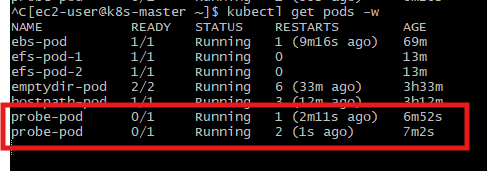 ^C[ec2-user@k8s-master ~]$ kubectl get pods -w
NAME READY STATUS RESTARTS AGE
ebs-pod 1/1 Running 1 (9m16s ago) 69m
efs-pod-1 1/1 Running 0 13m
efs-pod-2 1/1 Running 0 13m
emptydir-pod 2/2 Running 6 (33m ago) 3h33m
hostpath-pod 1/1 Running 3 (12m ago) 3h12m
probe-pod 0/1 Running 1 (2m11s ago) 6m52s
probe-pod 0/1 Running 2 (1s ago) 7m2s